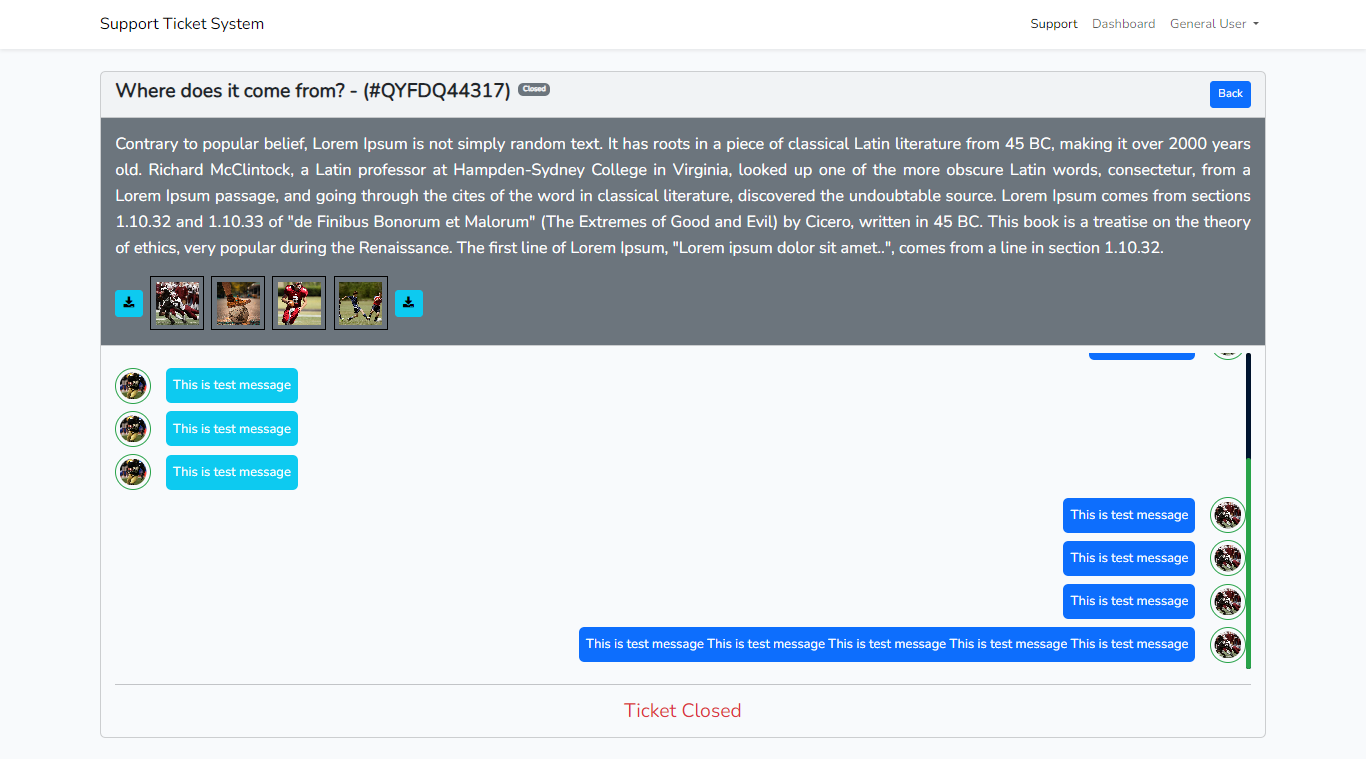 Support Ticket System
Support Dashboard General User
Where does it come from? - (#QYFDQ44317) Closed
Back
Contrary to popular belief, Lorem Ipsum is not simply random text. It has roots in a piece of classical Latin literature from 45 BC, making it over 2000 years
old. Richard McClintock, a Latin professor at Hampden-Sydney College in Virginia, looked up one of the more obscure Latin words, consectetur, from a
Lorem Ipsum passage, and going through the cites of the word in classical literature, discovered the undoubtable source. Lorem Ipsum comes from sections
1.10.32 and 1.10.33 of "de Finibus Bonorum et Malorum" (The Extremes of Good and Evil) by Cicero, written in 45 BC. This book is a treatise on the theory
of ethics, very popular during the Renaissance. The first line of Lorem Ipsum, "Lorem ipsum dolor sit amet..", comes from a line in section 1.10.32.
This is test message
This is test message
This is test message
This is test message
This is test message
This is test message
This is test message This is test message This is test message This is test message This is test message
Ticket Closed